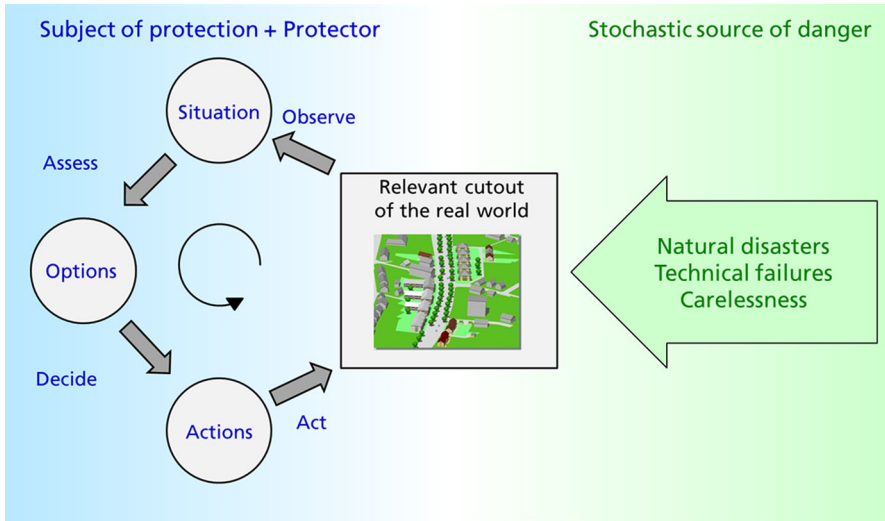 Subject of protection + Protector
Stochastic source of danger
Situation
Observe
Assess
Relevant cutout
of the real world
Options
Natural disasters
Technical failures
Carelessness
Decide
Actions
Act